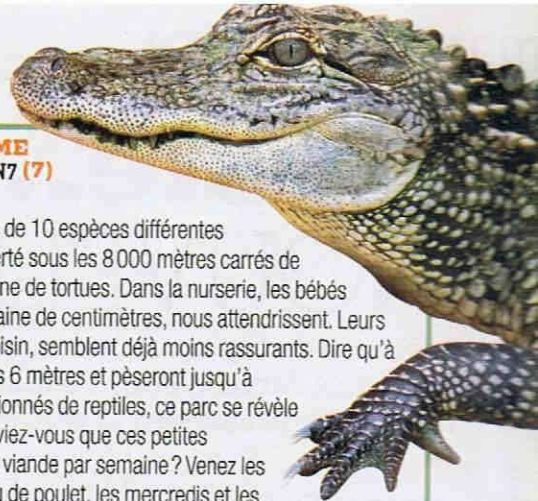 ME
N7 (7)
de 10 espèces différentes
erté sous les 8000 mètres carrés de
ne de tortues. Dans la nurserie, les bébés
aine de centimètres, nous attendrissent. Leurs
isin, semblent déjà moins rassurants. Dire qu'à
s 6 mètres et pèseront jusqu'à
ionnés de reptiles, ce parc se révèle
viez-vous que ces petites
viande par semaine ? Venez les
u de poulet, les mercredis et les